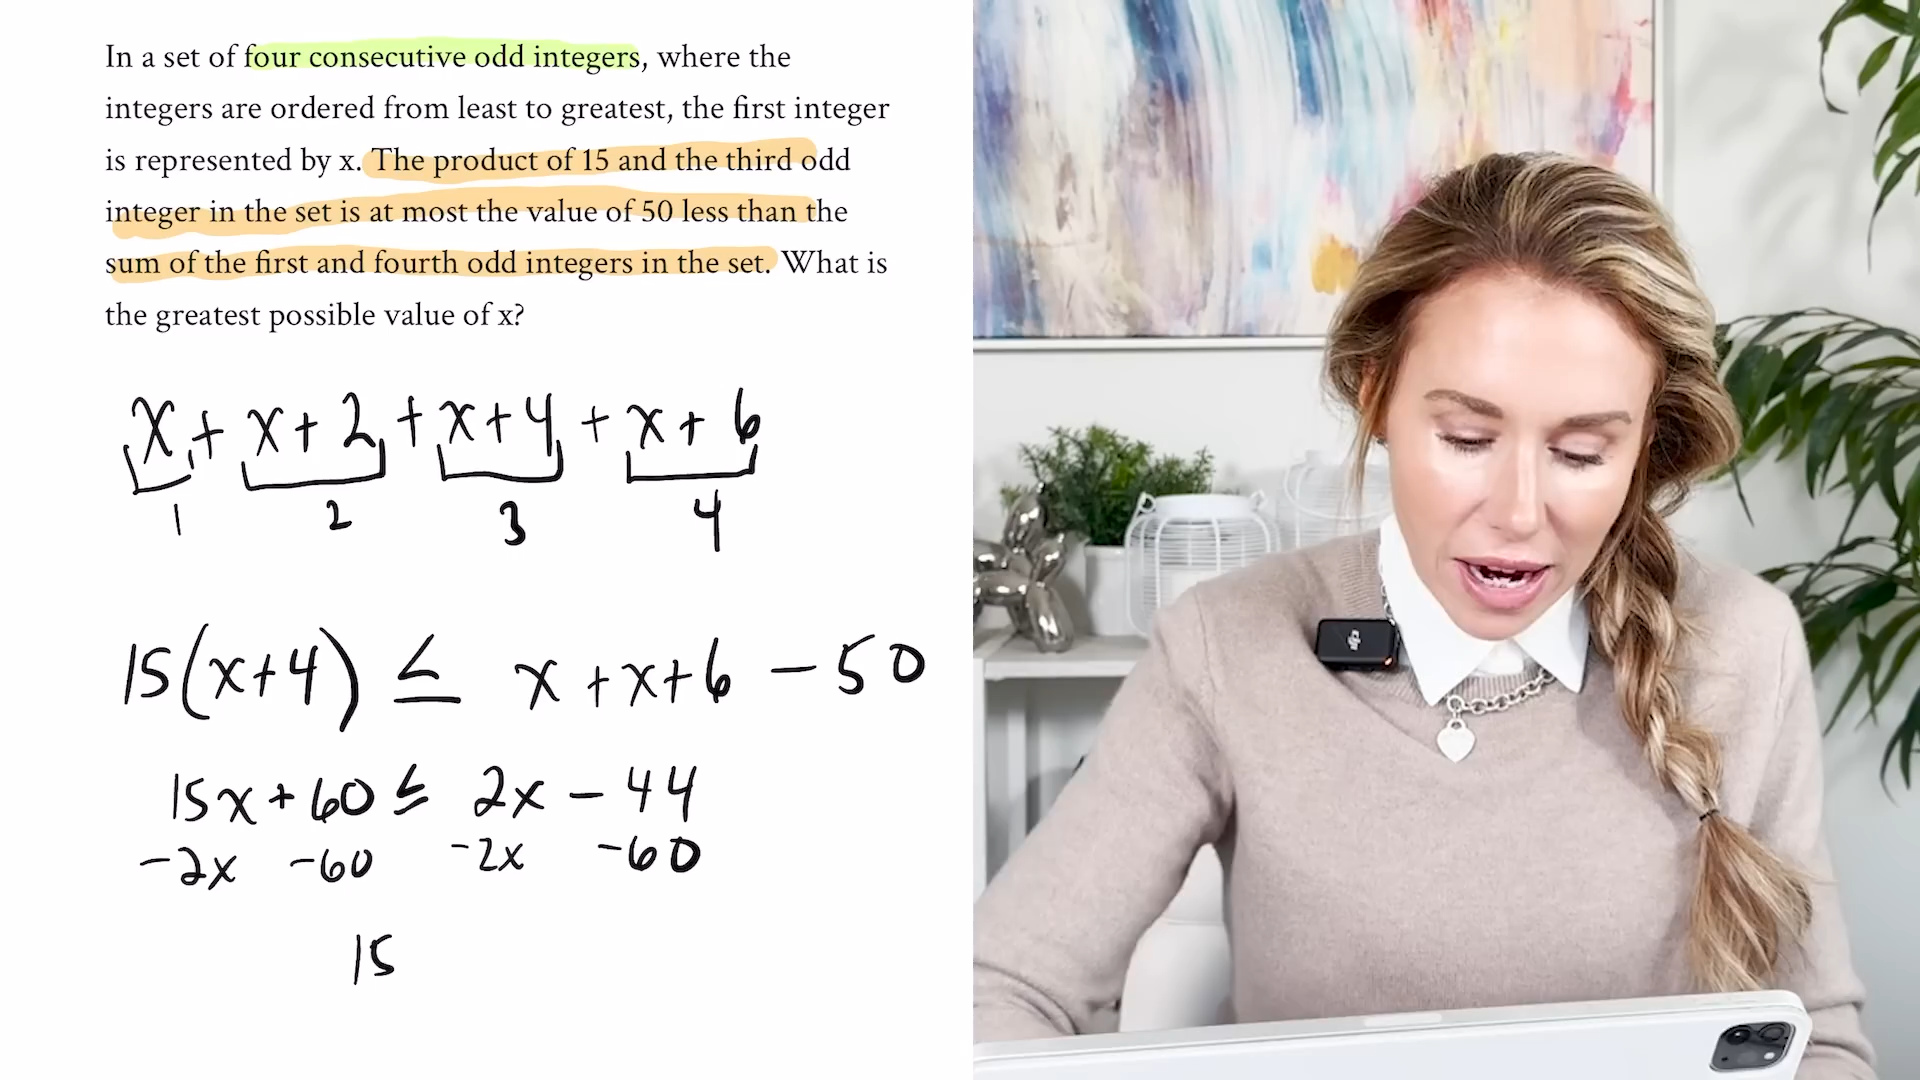 In a set of four consecutive odd integers, where the
integers are ordered from least to greatest, the first integer
is represented by x. The product of 15 and the third odd
integer in the set is at most the value of 50 less than the
sum of the first and fourth odd integers in the set. What is
the greatest possible value of x?
x + x + 2 + x + 4 + x + 6
1 2 3 4
15(x+4) ≤ x + x + 6 - 50
15x + 60 ≤ 2x - 44
-2x -60 -2x -60
15